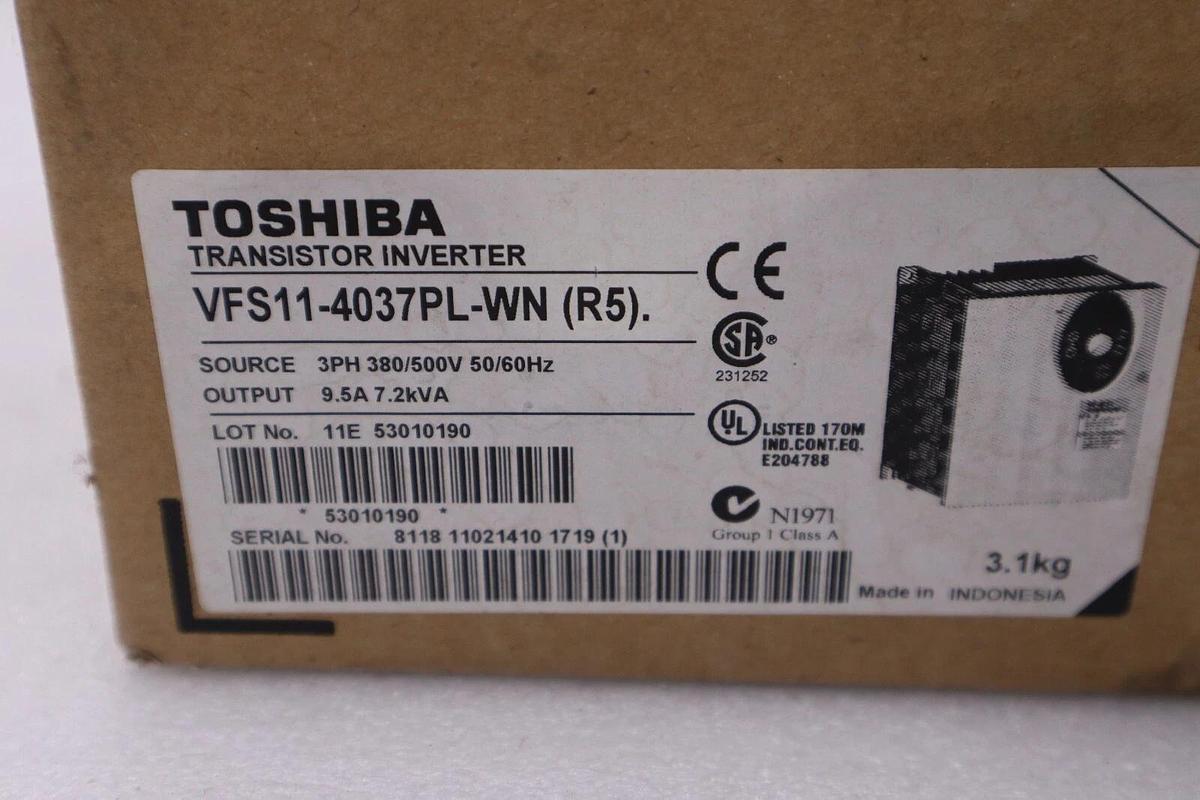 TOSHIBA
TRANSISTOR INVERTER
VFS11-4037PL-WN (R5).
SOURCE 3PH 380/500V 50/60Hz
OUTPUT 9.5A 7.2kVA
LOT No. 11E 53010190
* 53010190 *
SERIAL No. 8118 11021410 1719 (1)
CE
SA ®
231252
UL LISTED 170M
IND.CONT.EQ.
E204788
N1971
Group 1 Class A
3.1kg
Made in INDONESIA